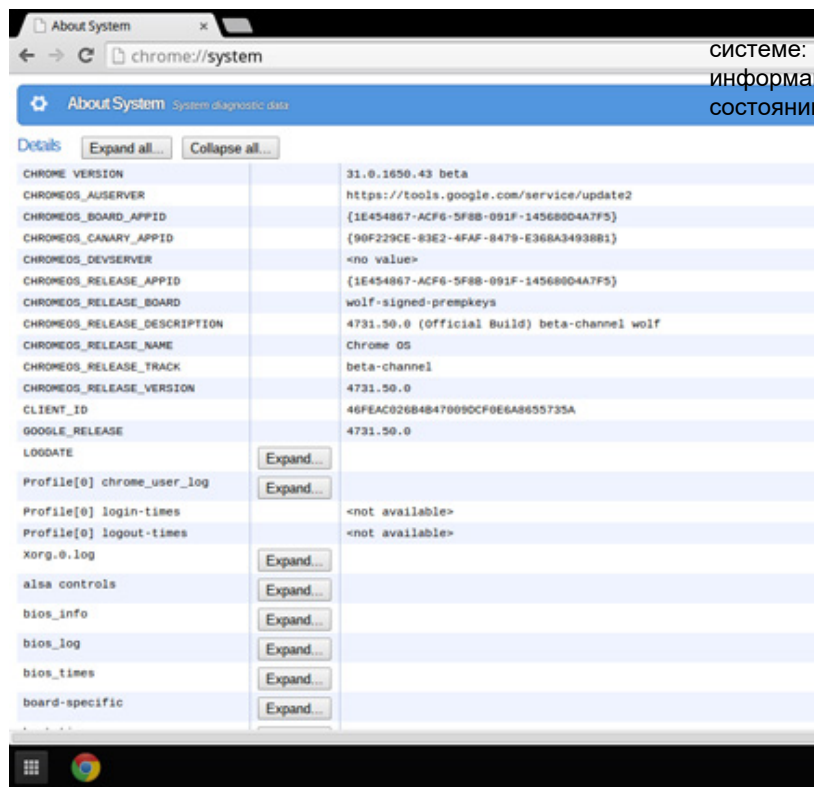 About System
chrome://system
системе:
информа
состояни
About System System diagnostic data
Details Expand all... Collapse all...
CHROME VERSION 31.0.1650.43 beta
CHROMEOS_AUSERVER https://tools.google.com/service/update2
CHROMEOS_BOARD_APPID {1E454867-ACF6-5F8B-091F-145680D4A7F5}
CHROMEOS_CANARY_APPID {90F229CE-83E2-4FAF-8479-E368A34938B1}
CHROMEOS_DEVSERVER <no value>
CHROMEOS_RELEASE_APPID {1E454867-ACF6-5F8B-091F-145680D4A7F5}
CHROMEOS_RELEASE_BOARD wolf-signed-prempkeys
CHROMEOS_RELEASE_DESCRIPTION 4731.50.0 (Official Build) beta-channel wolf
CHROMEOS_RELEASE_NAME Chrome OS
CHROMEOS_RELEASE_TRACK beta-channel
CHROMEOS_RELEASE_VERSION 4731.50.0
CLIENT_ID 46FEAC026B4B47009DCF0E6A8655735A
GOOGLE_RELEASE 4731.50.0
LOGDATE Expand...
Profile[0] chrome_user_log Expand...
Profile[0] login-times <not available>
Profile[0] logout-times <not available>
Xorg.0.log Expand...
alsa controls Expand...
bios_info Expand...
bios_log Expand...
bios_times Expand...
board-specific Expand...